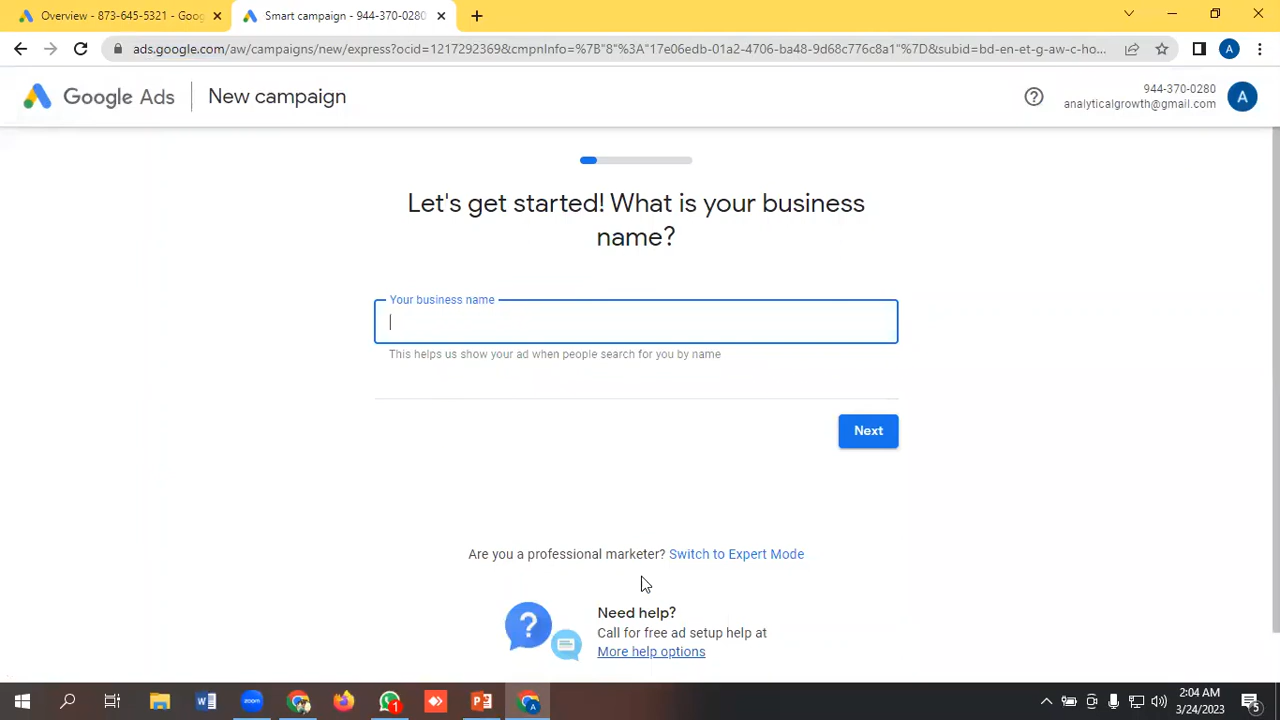 Overview - 873-645-5321 - Goog
Smart campaign - 944-370-0280
ads.google.com/aw/campaigns/new/express?ocid=1217292369&cmpnInfo=%7B"8"%3A"17e06edb-01a2-4706-ba48-9d68c776c8a1"%7D&subid=bd-en-et-g-aw-c-ho...
A
Google Ads
New campaign
944-370-0280
analyticalgrowth@gmail.com
A
Let's get started! What is your business
name?
Your business name
This helps us show your ad when people search for you by name
Next
Are you a professional marketer? Switch to Expert Mode
Need help?
Call for free ad setup help at
More help options
zoom
1
A
2:04 AM
3/24/2023
5